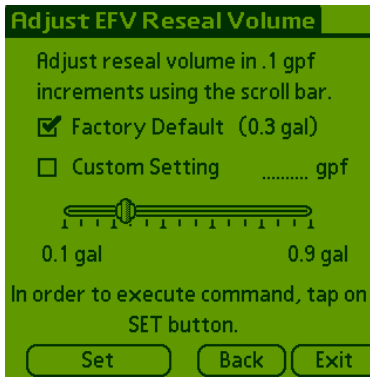 Adjust EFV Reseal Volume
Adjust reseal volume in .1 gpf
increments using the scroll bar.
Factory Default (0.3 gal)
Custom Setting .......... gpf
0.1 gal 0.9 gal
In order to execute command, tap on
SET button.
Set Back Exit